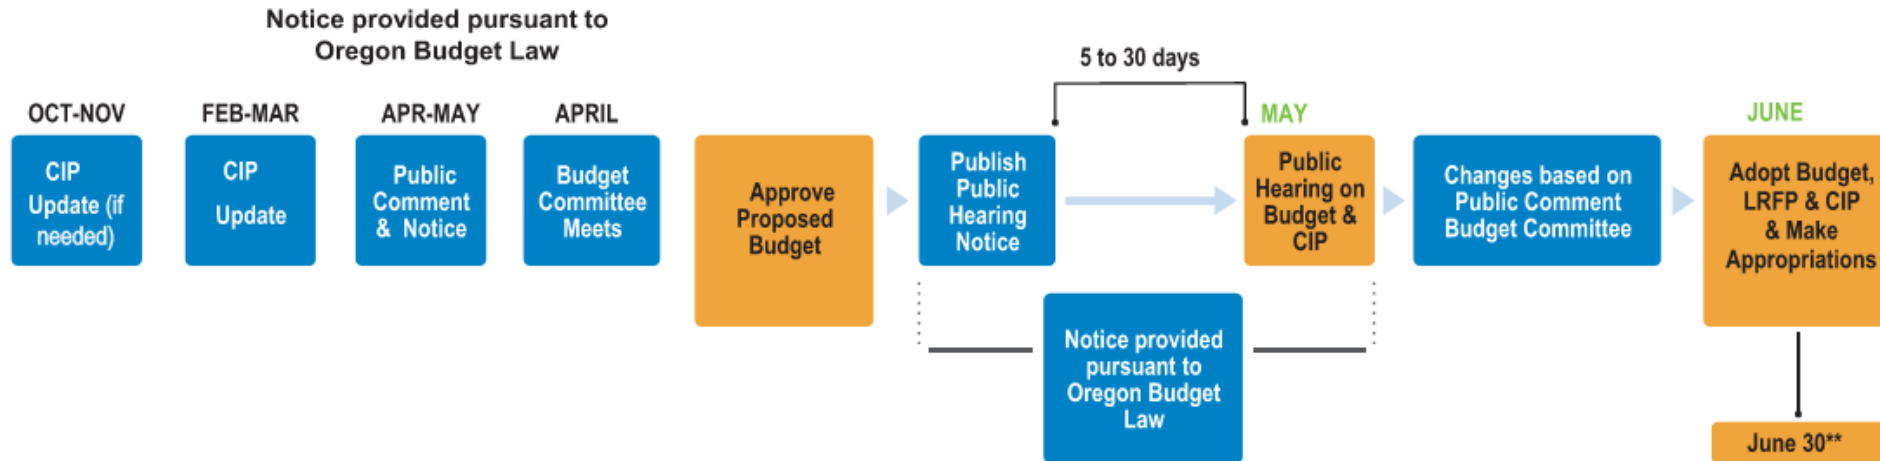 Notice provided pursuant to
Oregon Budget Law
5 to 30 days
OCT-NOV
FEB-MAR
APR-MAY
APRIL
MAY
JUNE
CIP
Update (if
needed)
CIP
Update
Public
Comment
& Notice
Budget
Committee
Meets
Approve
Proposed
Budget
Publish
Public
Hearing
Notice
Public
Hearing on
Budget &
CIP
Changes based on
Public Comment
Budget Committee
Adopt Budget,
LRFP & CIP
& Make
Appropriations
Notice provided
pursuant to
Oregon Budget
Law
June 30**